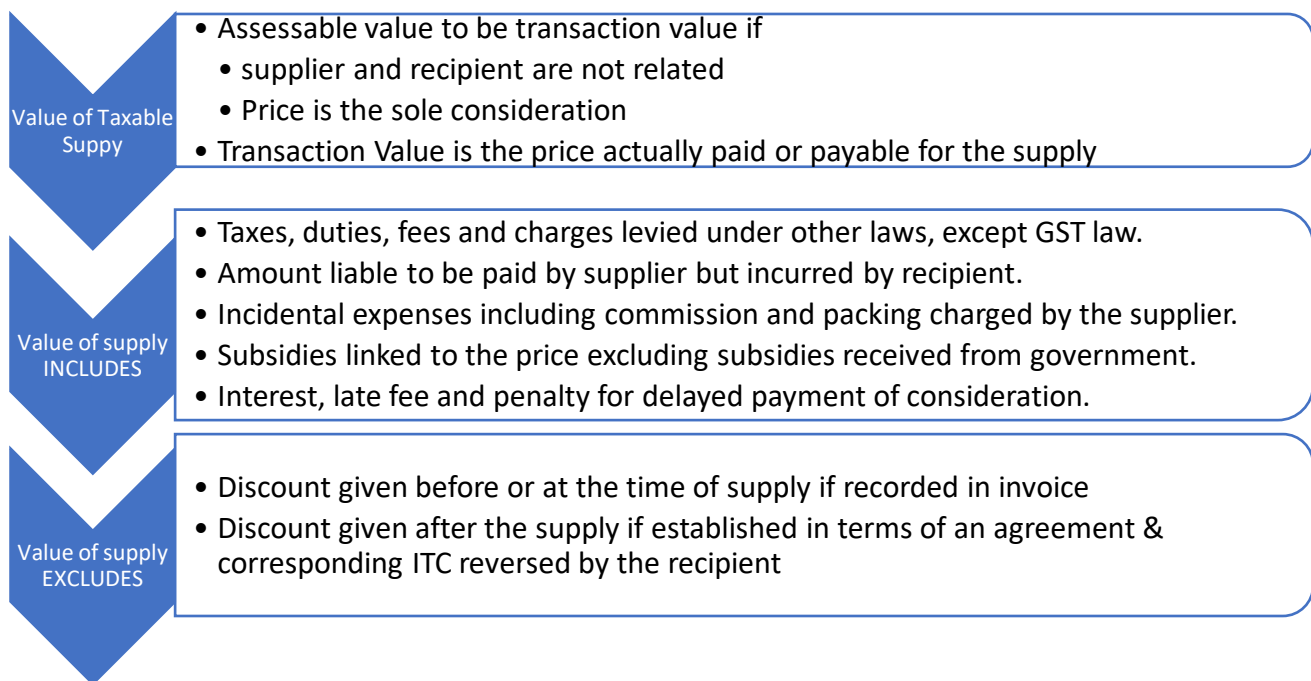 Value of Taxable
Suppy
• Assessable value to be transaction value if
• supplier and recipient are not related
• Price is the sole consideration
• Transaction Value is the price actually paid or payable for the supply
Value of supply
INCLUDES
• Taxes, duties, fees and charges levied under other laws, except GST law.
• Amount liable to be paid by supplier but incurred by recipient.
• Incidental expenses including commission and packing charged by the supplier.
• Subsidies linked to the price excluding subsidies received from government.
• Interest, late fee and penalty for delayed payment of consideration.
Value of supply
EXCLUDES
• Discount given before or at the time of supply if recorded in invoice
• Discount given after the supply if established in terms of an agreement &
corresponding ITC reversed by the recipient